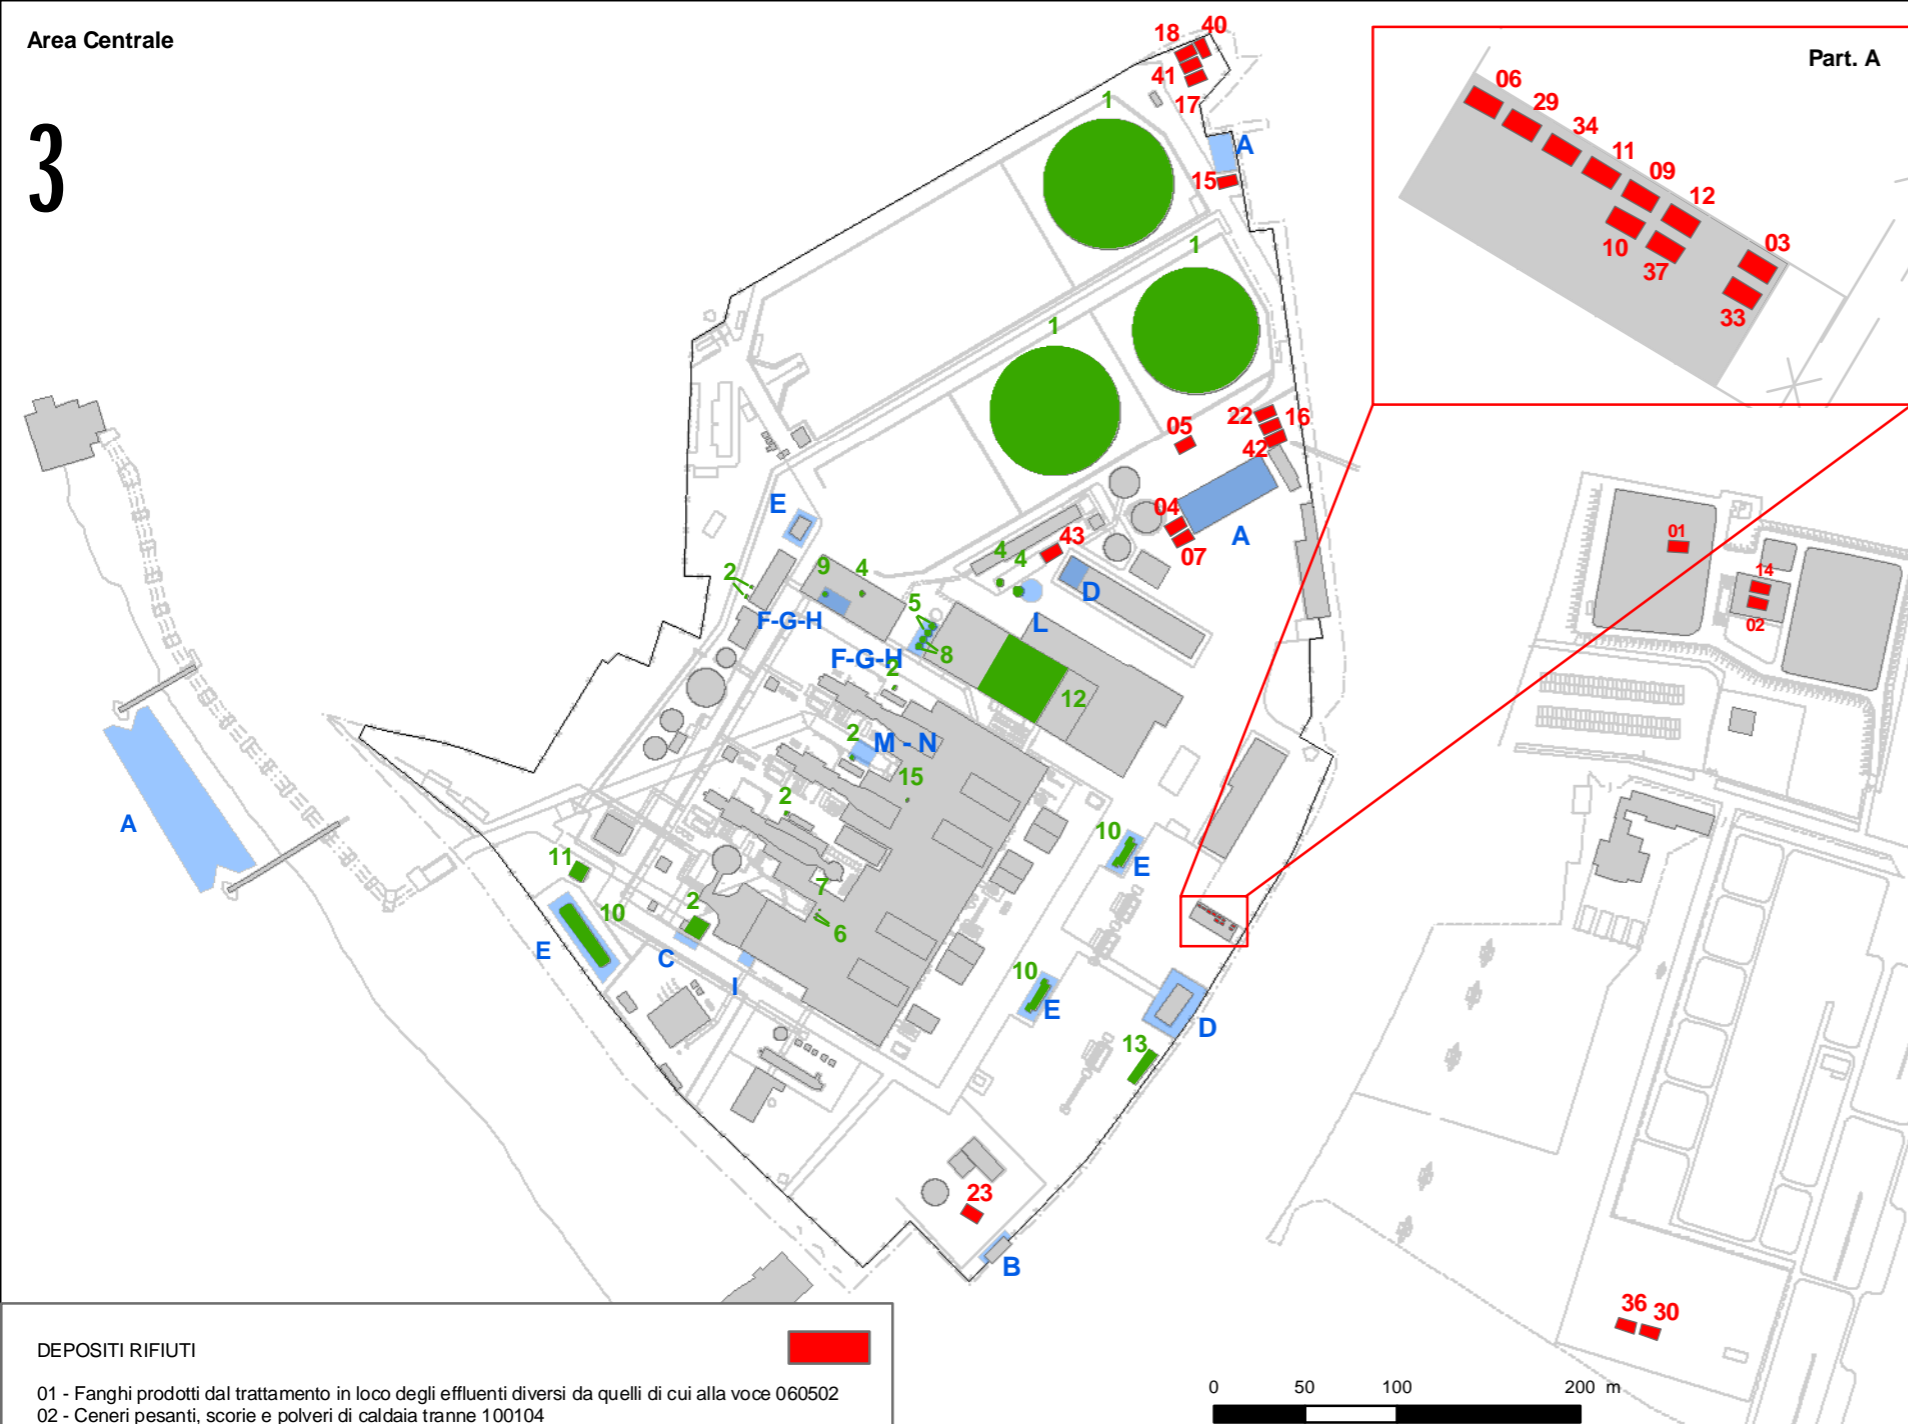 Area Centrale
3
Part. A
18
40
41
17
1
A
15
1
1
06
29
34
11
09
12
10
37
03
33
05
22
16
42
04
07
A
43
4
4
D
L
E
2
9
4
F-G-H
5
8
F-G-H
2
12
2
M - N
15
2
7
6
11
10
E
2
C
I
10
E
10
E
D
13
A
01
14
02
23
B
36
30
DEPOSITI RIFIUTI
01 - Fanghi prodotti dal trattamento in loco degli effluenti diversi da quelli di cui alla voce 060502
02 - Ceneri pesanti, scorie e polveri di caldaia tranne 100104
0 50 100 200 m